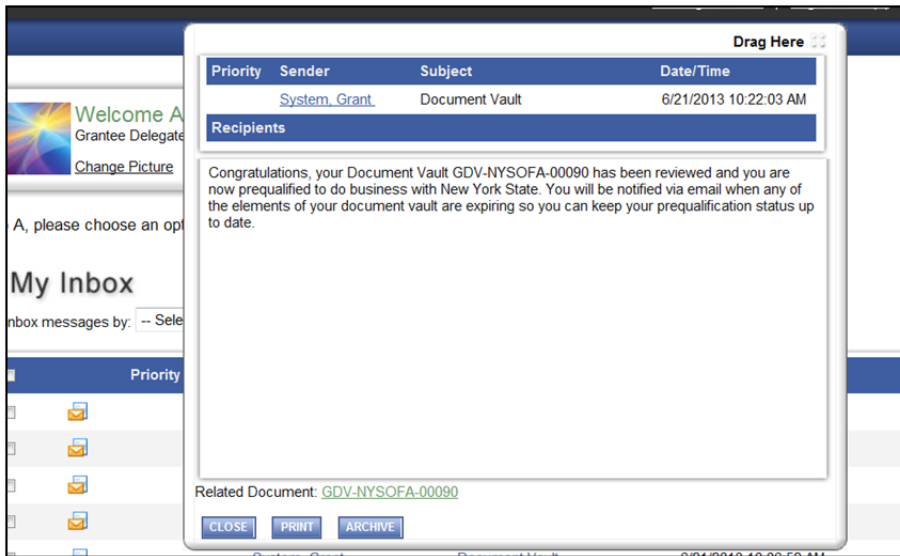 Drag Here
Priority Sender Subject Date/Time
System, Grant Document Vault 6/21/2013 10:22:03 AM
Recipients
Welcome A
Grantee Delegate
Change Picture
Congratulations, your Document Vault GDV-NYSOFA-00090 has been reviewed and you are
now prequalified to do business with New York State. You will be notified via email when any of
the elements of your document vault are expiring so you can keep your prequalification status up
to date.
A, please choose an opt
My Inbox
nbox messages by: -- Sele
Priority
Related Document: GDV-NYSOFA-00090
CLOSE PRINT ARCHIVE
System, Grant Document Vault